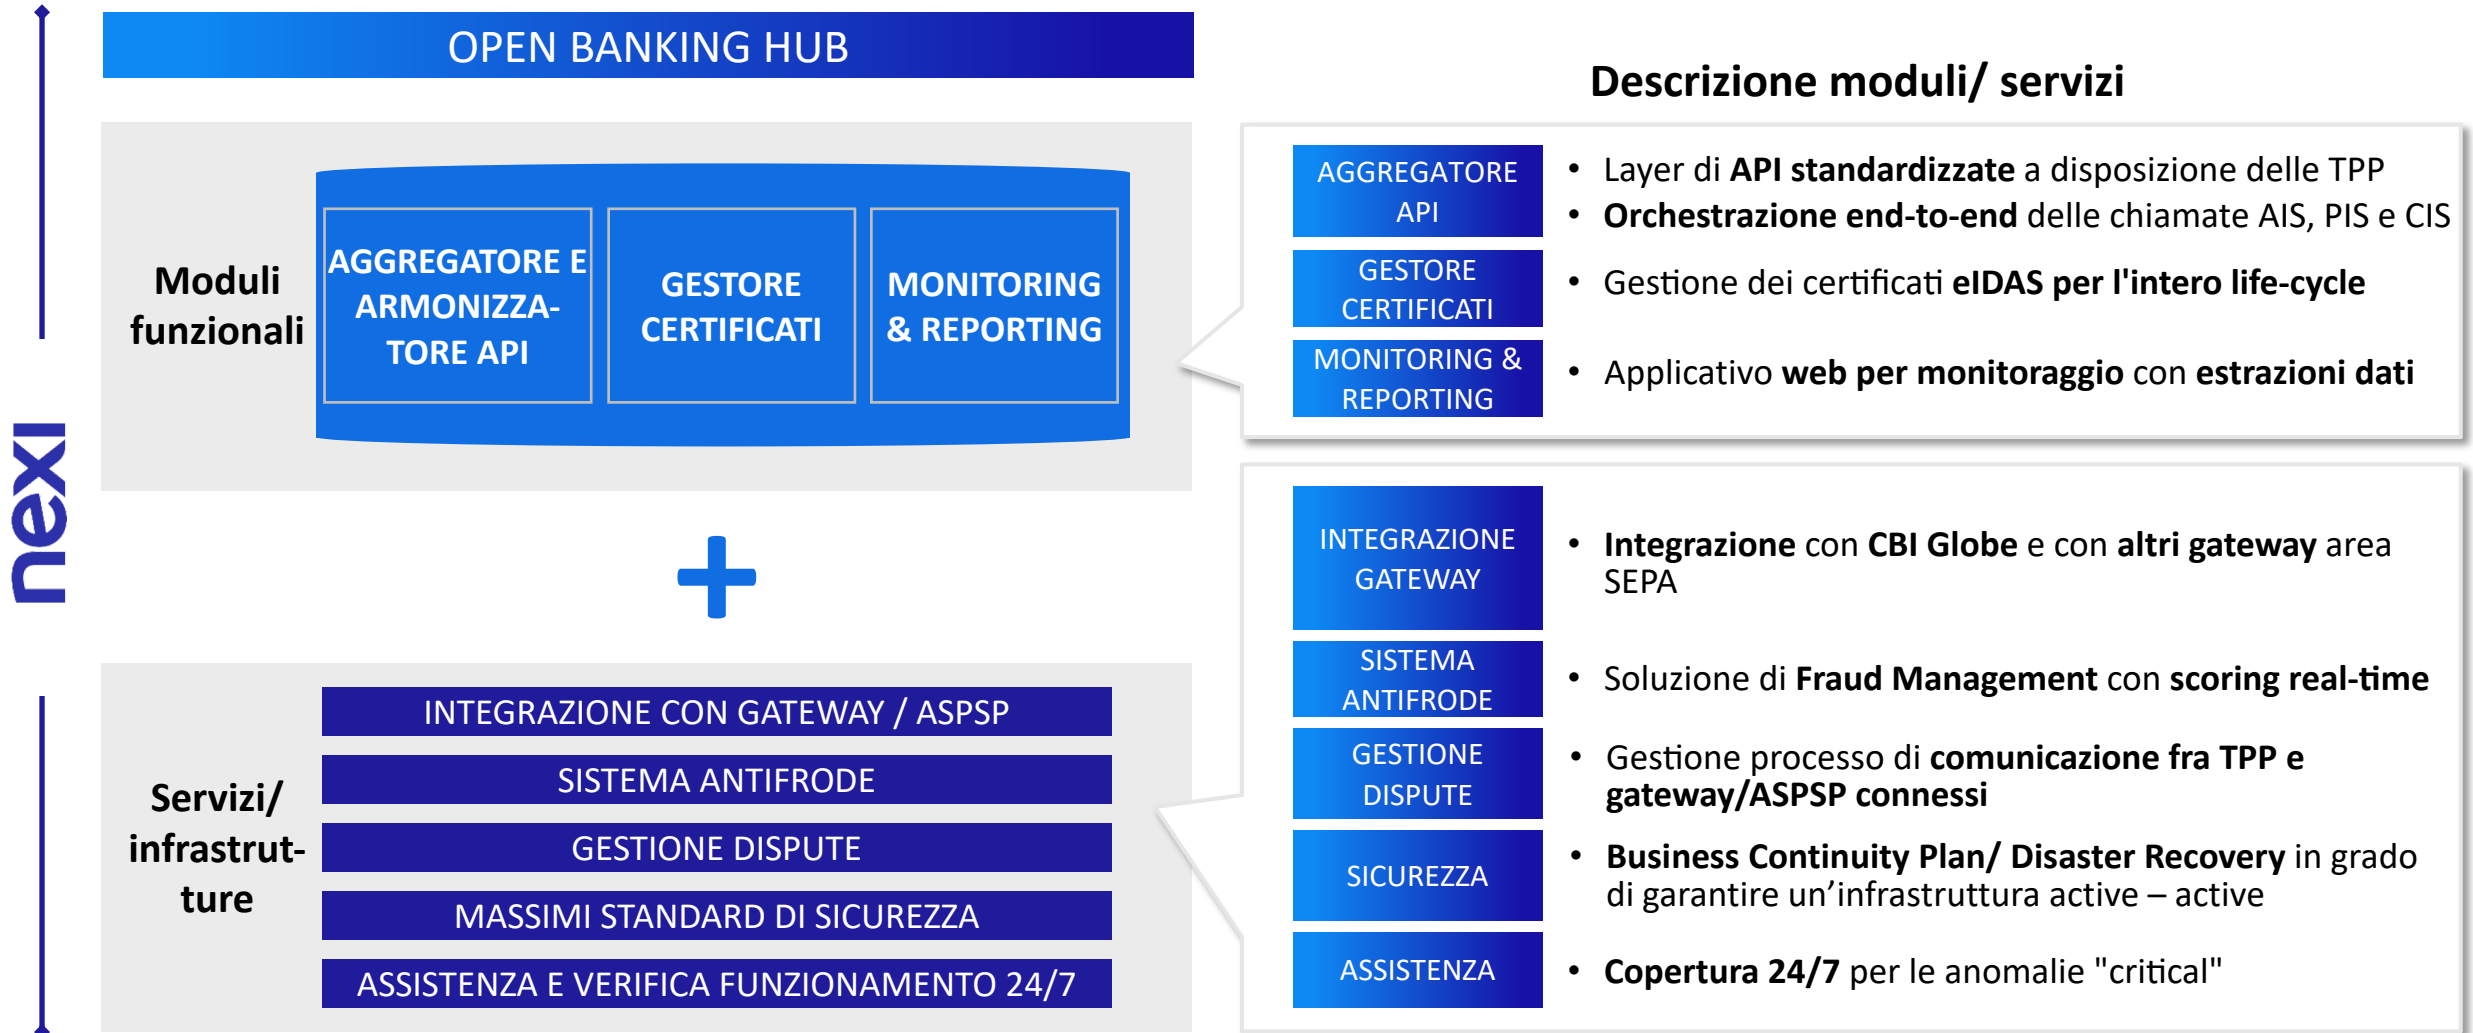 nexi
OPEN BANKING HUB
Moduli
funzionali
AGGREGATORE E
ARMONIZZA-
TORE API
GESTORE
CERTIFICATI
MONITORING
& REPORTING
+
Servizi/
infrastrut-
ture
INTEGRAZIONE CON GATEWAY / ASPSP
SISTEMA ANTIFRODE
GESTIONE DISPUTE
MASSIMI STANDARD DI SICUREZZA
ASSISTENZA E VERIFICA FUNZIONAMENTO 24/7
Descrizione moduli/ servizi
AGGREGATORE
API
• Layer di API standardizzate a disposizione delle TPP
• Orchestrazione end-to-end delle chiamate AIS, PIS e CIS
GESTORE
CERTIFICATI
• Gestione dei certificati eIDAS per l'intero life-cycle
MONITORING &
REPORTING
• Applicativo web per monitoraggio con estrazioni dati
INTEGRAZIONE
GATEWAY
• Integrazione con CBI Globe e con altri gateway area
SEPA
SISTEMA
ANTIFRODE
• Soluzione di Fraud Management con scoring real-time
GESTIONE
DISPUTE
• Gestione processo di comunicazione fra TPP e
gateway/ASPSP connessi
SICUREZZA
• Business Continuity Plan/ Disaster Recovery in grado
di garantire un’infrastruttura active – active
ASSISTENZA
• Copertura 24/7 per le anomalie "critical"